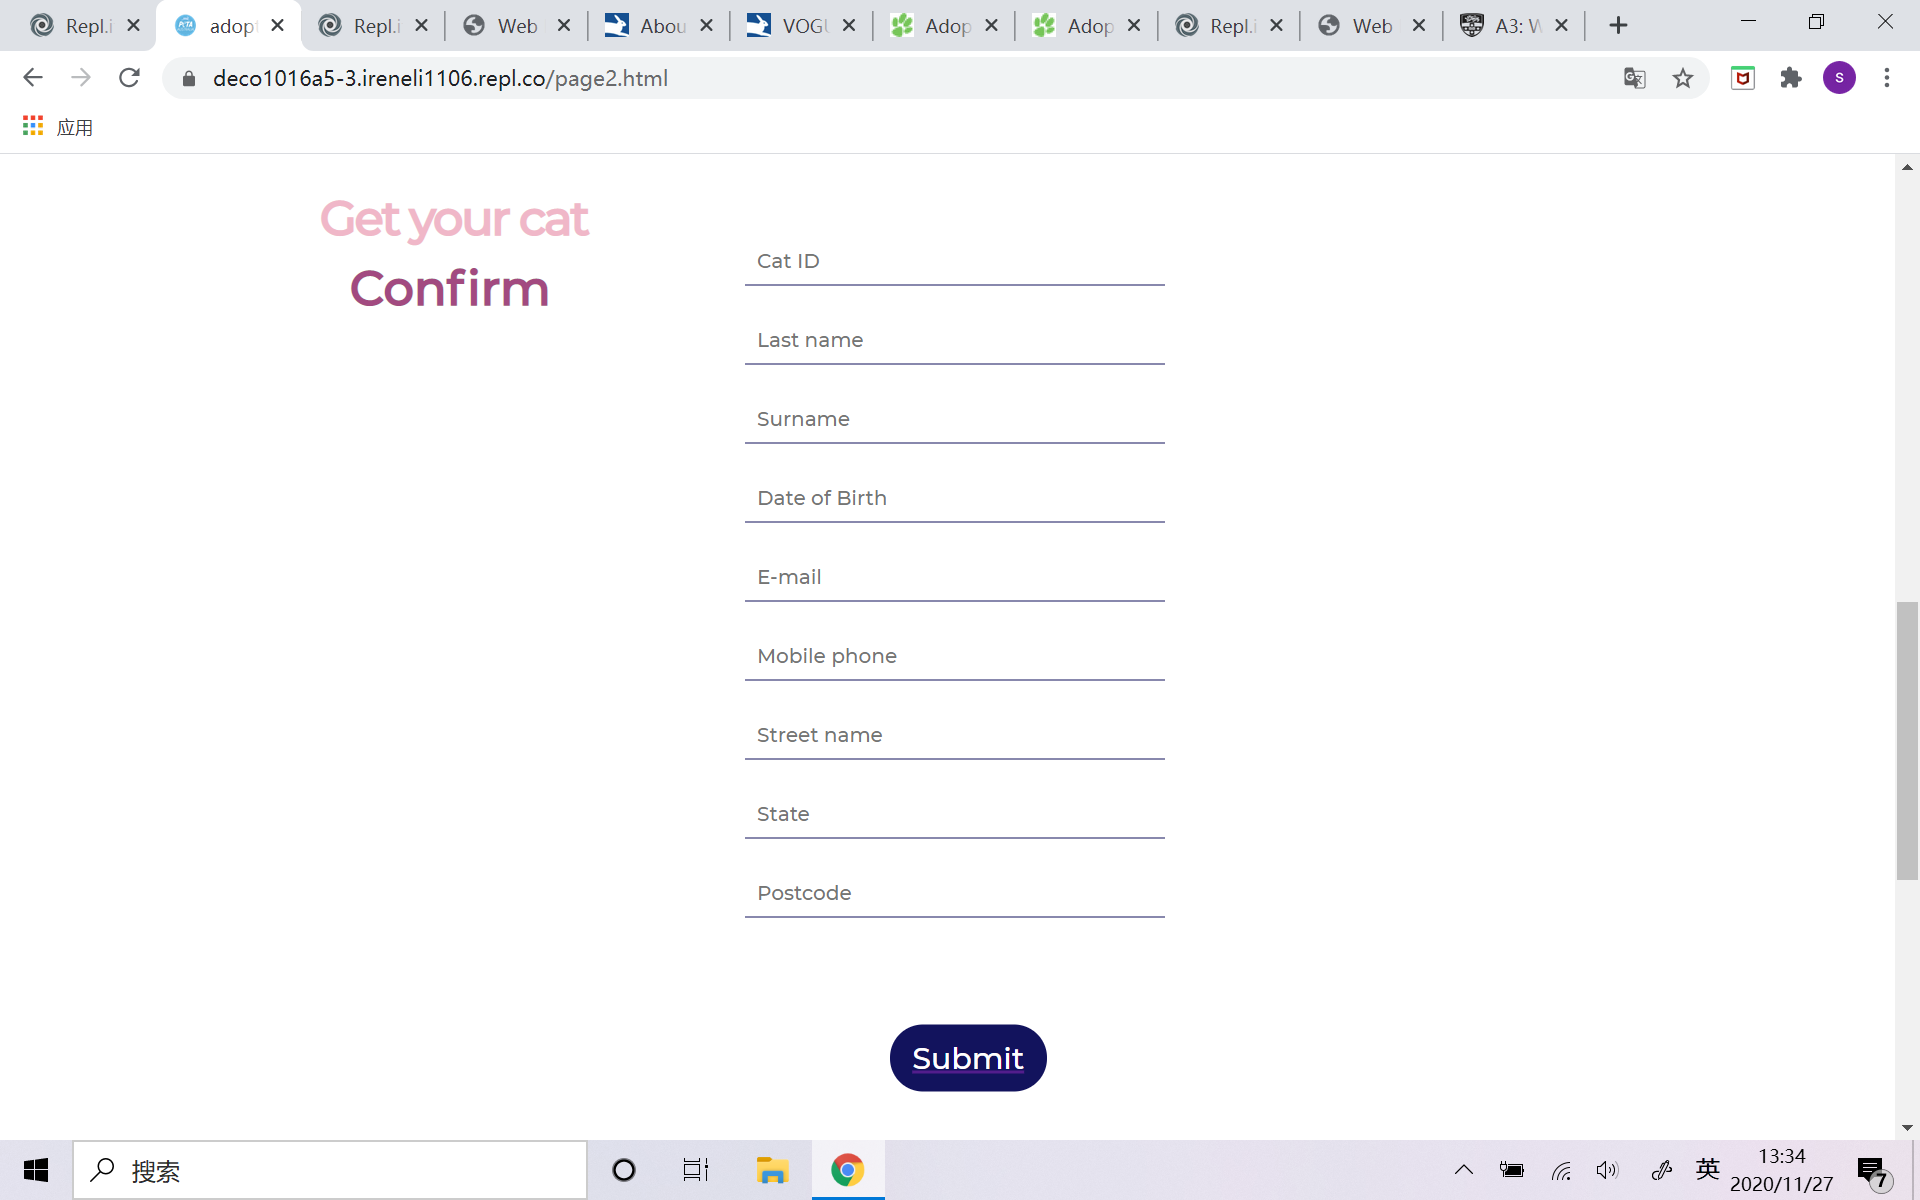 Repl.i
adopt
Repl.i
Web
Abou
VOGU
Adop
Adop
Repl.i
Web
A3: W
deco1016a5-3.ireneli1106.repl.co/page2.html
S
应用
Get your cat
Confirm
Cat ID
Last name
Surname
Date of Birth
E-mail
Mobile phone
Street name
State
Postcode
Submit
搜索
英
13:34
2020/11/27
7